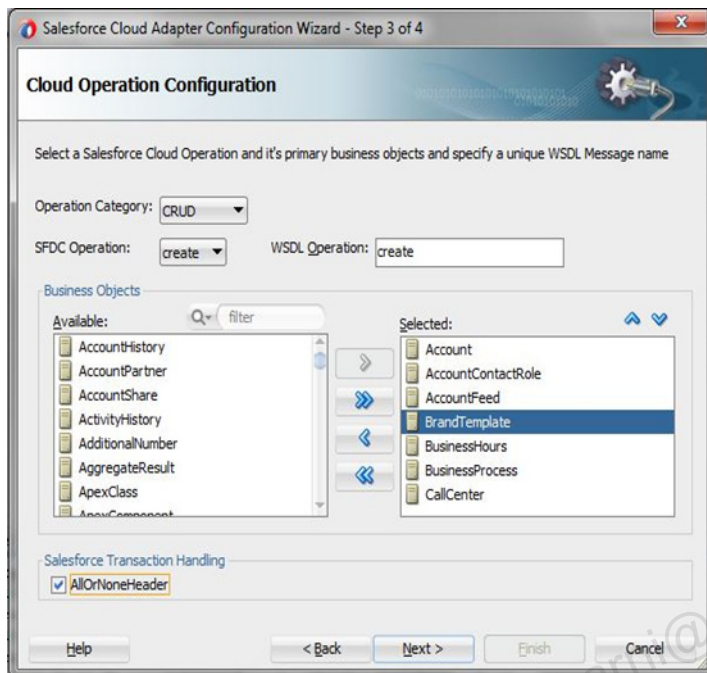 Salesforce Cloud Adapter Configuration Wizard - Step 3 of 4
Cloud Operation Configuration
Select a Salesforce Cloud Operation and it's primary business objects and specify a unique WSDL Message name
Operation Category: CRUD
SFDC Operation: create WSDL Operation: create
Business Objects
Available: filter
AccountHistory
AccountPartner
AccountShare
ActivityHistory
AdditionalNumber
AggregateResult
ApexClass
ApexComponent
Selected:
Account
AccountContactRole
AccountFeed
BrandTemplate
BusinessHours
BusinessProcess
CallCenter
Salesforce Transaction Handling
AllOrNoneHeader
Help < Back Next > Finish Cancel